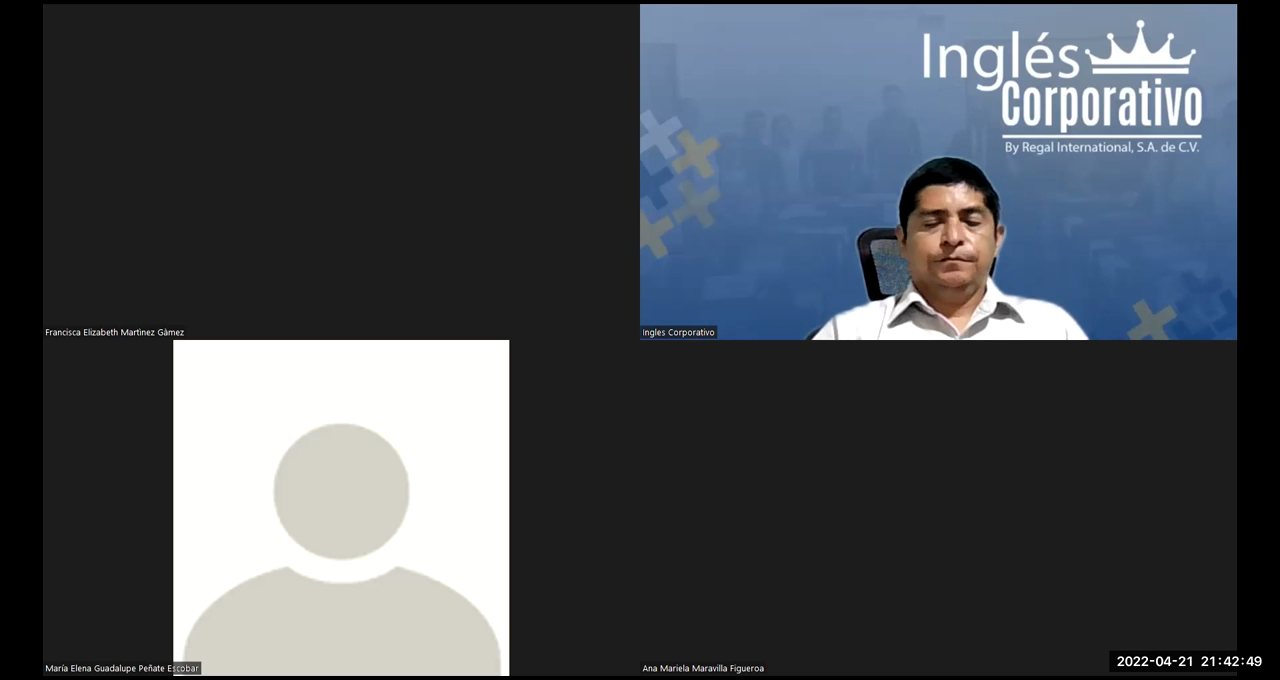 Inglés
Corporativo
By Regal International, S.A. de C.V.
Francisca Elizabeth Martìnez Gàmez
Ingles Corporativo
María Elena Guadalupe Peñate Escobar
Ana Mariela Maravilla Figueroa
2022-04-21 21:42:49